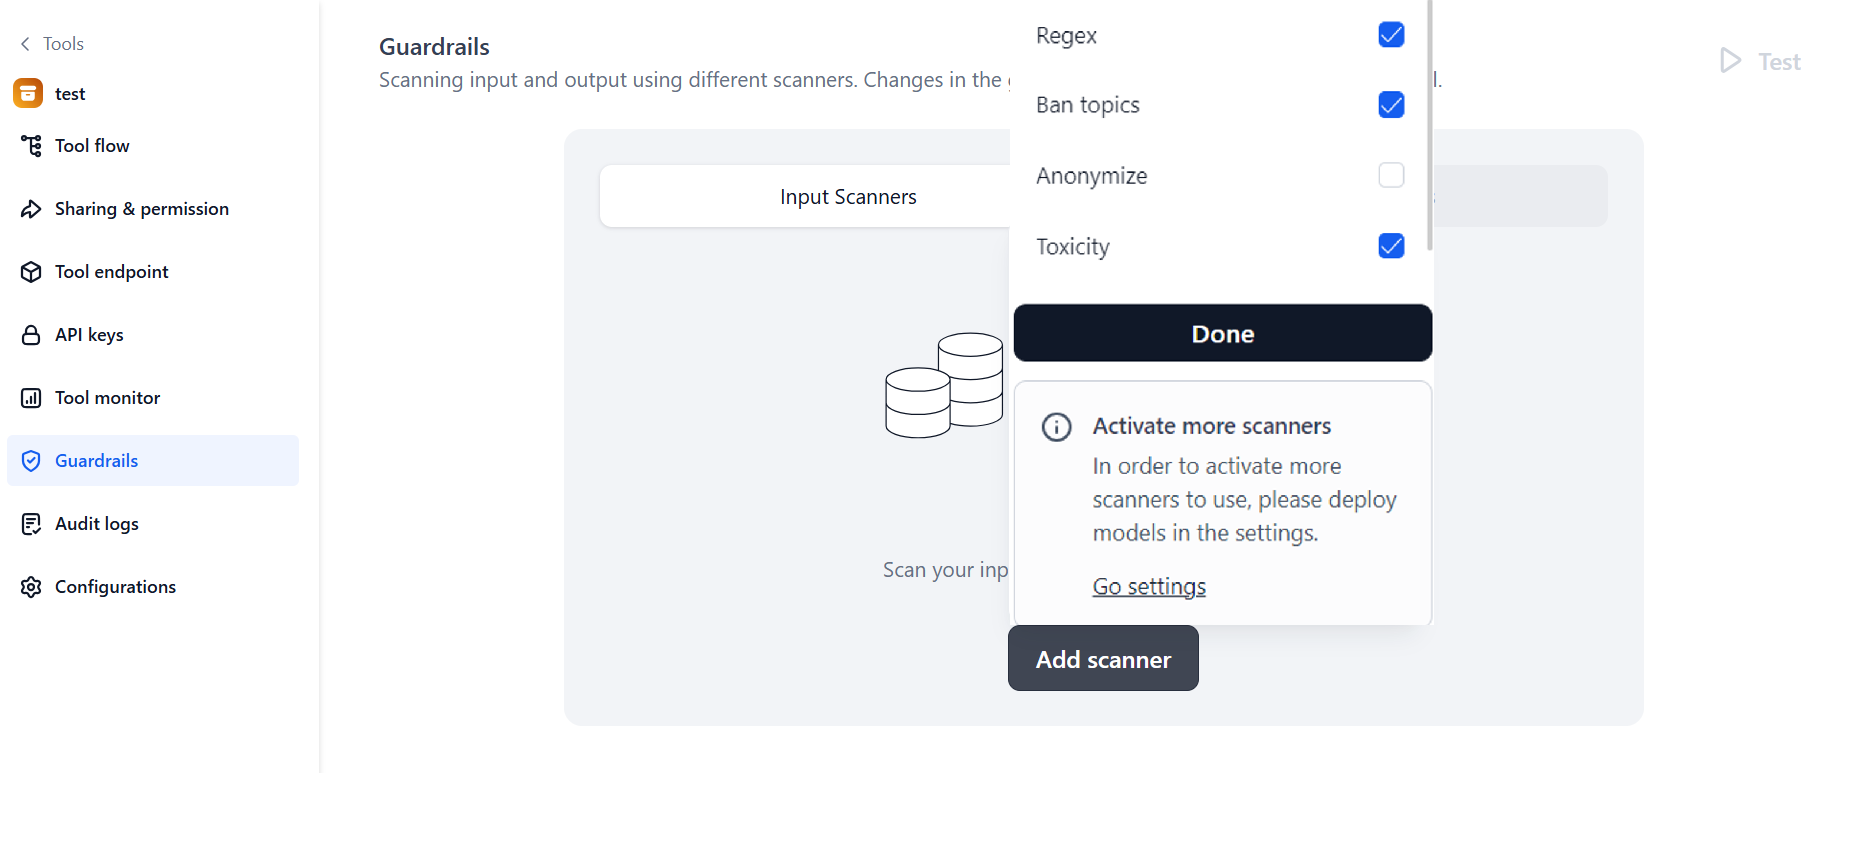 Tools
test
Tool flow
Sharing & permission
Tool endpoint
API keys
Tool monitor
Guardrails
Audit logs
Configurations
Guardrails
Scanning input and output using different scanners. Changes in the
Test
Input Scanners
Scan your
Regex
Ban topics
Anonymize
Toxicity
Done
Activate more scanners
In order to activate more
scanners to use, please deploy
models in the settings.
Go settings
Add scanner